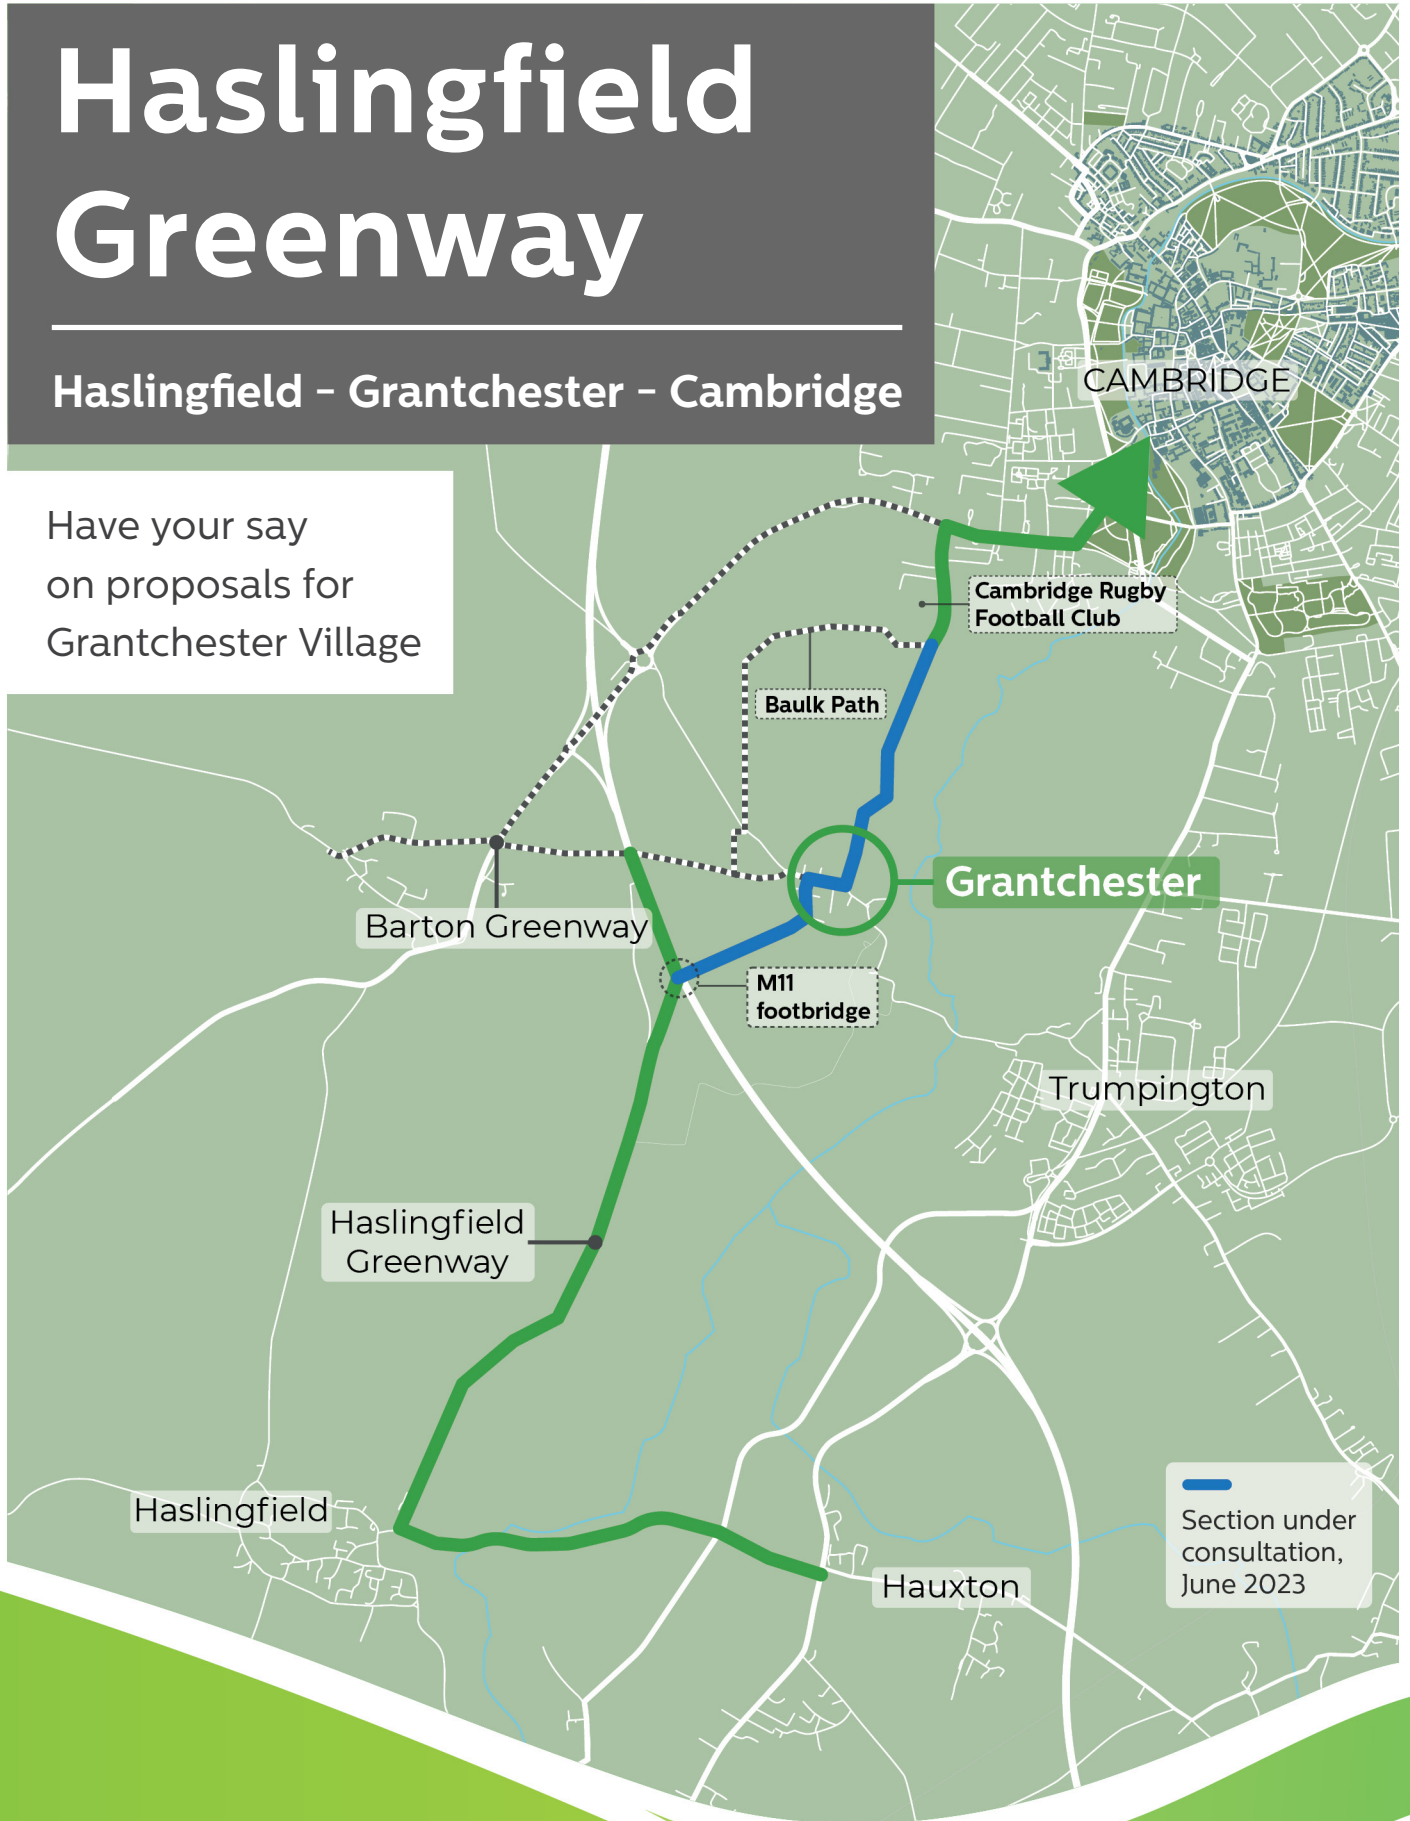 Haslingfield
Greenway
Haslingfield – Grantchester – Cambridge
Have your say
on proposals for
Grantchester Village
CAMBRIDGE
Cambridge Rugby
Football Club
Baulk Path
Grantchester
Barton Greenway
M11
footbridge
Trumpington
Haslingfield
Greenway
Haslingfield
Hauxton
Section under
consultation,
June 2023